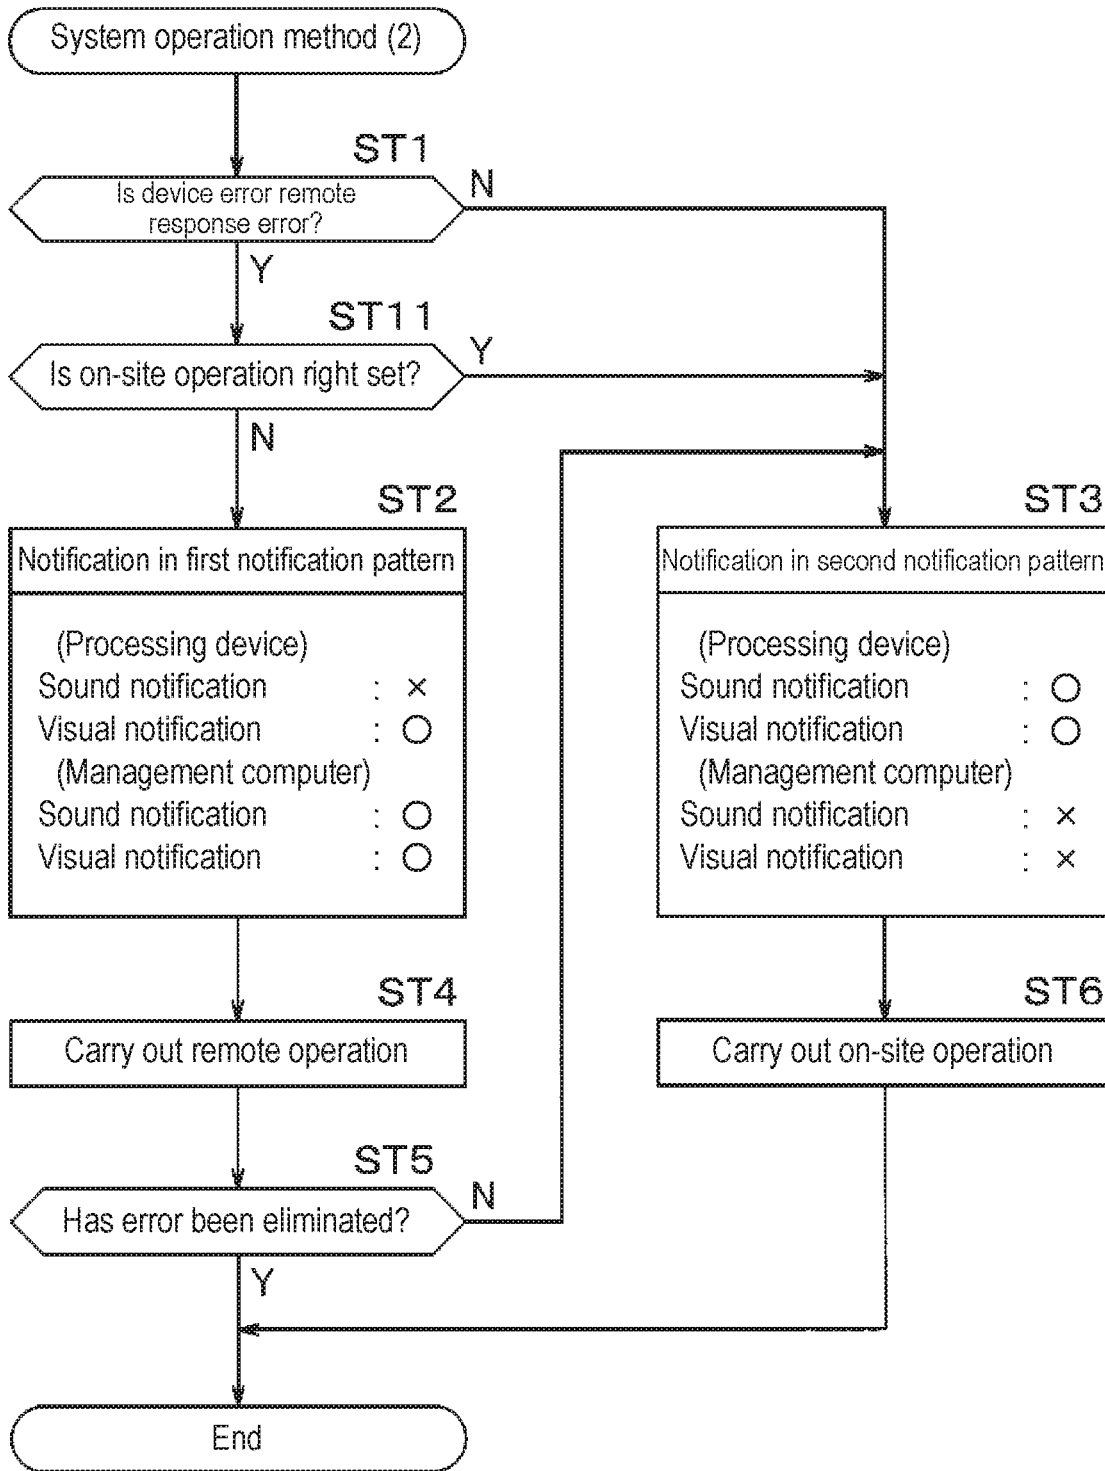 System operation method (2)
ST1
Is device error remote
response error?
N
Y
ST11
Is on-site operation right set?
Y
N
ST2
Notification in first notification pattern
(Processing device)
Sound notification : ×
Visual notification : ○
(Management computer)
Sound notification : ○
Visual notification : ○
ST3
Notification in second notification pattern
(Processing device)
Sound notification : ○
Visual notification : ○
(Management computer)
Sound notification : ×
Visual notification : ×
ST4
Carry out remote operation
ST6
Carry out on-site operation
ST5
Has error been eliminated?
N
Y
End